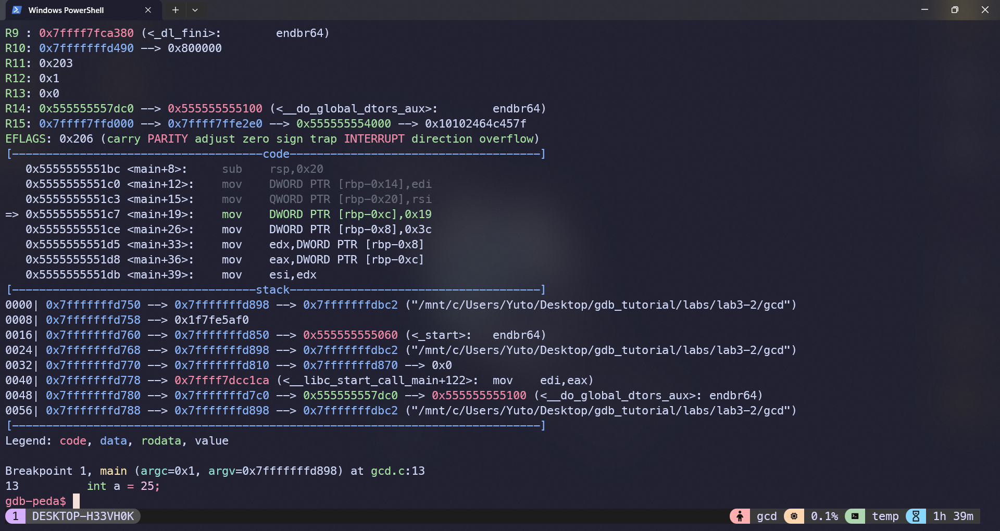 Windows PowerShell
R9 : 0x7ffff7fca380 (<_dl_fini>:        endbr64)
R10: 0x7fffffffd490 --> 0x800000
R11: 0x203
R12: 0x1
R13: 0x0
R14: 0x555555557dc0 --> 0x555555555100 (<__do_global_dtors_aux>:        endbr64)
R15: 0x7ffff7ffd000 --> 0x7ffff7ffe2e0 --> 0x555555554000 --> 0x10102464c457f
EFLAGS: 0x206 (carry PARITY adjust zero sign trap INTERRUPT direction overflow)
[-------------------------------------code-------------------------------------]
   0x5555555551bc <main+8>:     sub    rsp,0x20
   0x5555555551c0 <main+12>:    mov    DWORD PTR [rbp-0x14],edi
   0x5555555551c3 <main+15>:    mov    QWORD PTR [rbp-0x20],rsi
=> 0x5555555551c7 <main+19>:    mov    DWORD PTR [rbp-0xc],0x19
   0x5555555551ce <main+26>:    mov    DWORD PTR [rbp-0x8],0x3c
   0x5555555551d5 <main+33>:    mov    edx,DWORD PTR [rbp-0x8]
   0x5555555551d8 <main+36>:    mov    eax,DWORD PTR [rbp-0xc]
   0x5555555551db <main+39>:    mov    esi,edx
[------------------------------------stack-------------------------------------]
0000| 0x7fffffffd750 --> 0x7fffffffd898 --> 0x7fffffffdbc2 ("/mnt/c/Users/Yuto/Desktop/gdb_tutorial/labs/lab3-2/gcd")
0008| 0x7fffffffd758 --> 0x1f7fe5af0
0016| 0x7fffffffd760 --> 0x7fffffffd850 --> 0x555555555060 (<_start>:   endbr64)
0024| 0x7fffffffd768 --> 0x7fffffffd898 --> 0x7fffffffdbc2 ("/mnt/c/Users/Yuto/Desktop/gdb_tutorial/labs/lab3-2/gcd")
0032| 0x7fffffffd770 --> 0x7fffffffd810 --> 0x7fffffffd870 --> 0x0
0040| 0x7fffffffd778 --> 0x7ffff7dcc1ca (<__libc_start_call_main+122>:  mov    edi,eax)
0048| 0x7fffffffd780 --> 0x7fffffffd7c0 --> 0x555555557dc0 --> 0x555555555100 (<__do_global_dtors_aux>: endbr64)
0056| 0x7fffffffd788 --> 0x7fffffffd898 --> 0x7fffffffdbc2 ("/mnt/c/Users/Yuto/Desktop/gdb_tutorial/labs/lab3-2/gcd")
[------------------------------------------------------------------------------]
Legend: code, data, rodata, value
Breakpoint 1, main (argc=0x1, argv=0x7fffffffd898) at gcd.c:13
13          int a = 25;
gdb-peda$
1 DESKTOP-H33VH0K gcd 0.1% temp 1h 39m